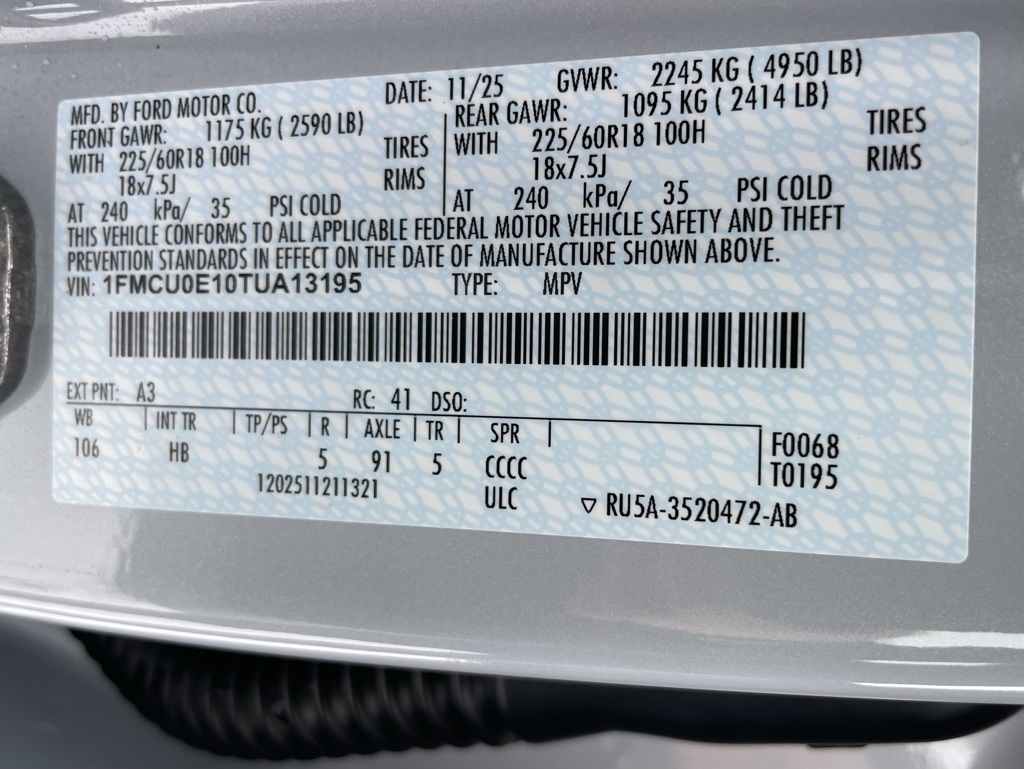 MFD. BY FORD MOTOR CO. DATE: 11/25 GVWR: 2245 KG ( 4950 LB)
FRONT GAWR: 1175 KG ( 2590 LB) REAR GAWR: 1095 KG ( 2414 LB)
WITH 225/60R18 100H TIRES WITH 225/60R18 100H TIRES
18x7.5J RIMS 18x7.5J RIMS
AT 240 kPa/ 35 PSI COLD AT 240 kPa/ 35 PSI COLD
THIS VEHICLE CONFORMS TO ALL APPLICABLE FEDERAL MOTOR VEHICLE SAFETY AND THEFT
PREVENTION STANDARDS IN EFFECT ON THE DATE OF MANUFACTURE SHOWN ABOVE.
VIN: 1FMCU0E10TUA13195 TYPE: MPV
EXT PNT: A3 RC: 41 DSO:
WB INT TR TP/PS R AXLE TR SPR F0068
106 HB 5 91 5 CCCC T0195
1202511211321 ULC ▽ RU5A-3520472-AB